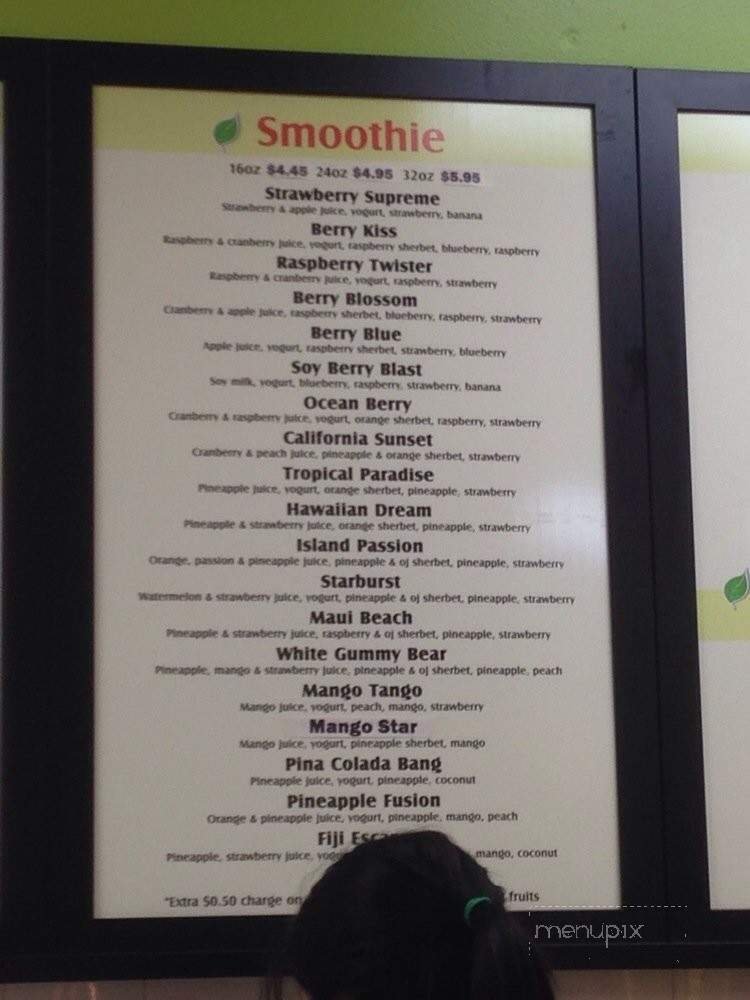 Smoothie
16oz $4.45 24oz $4.95 32oz $5.95
Strawberry Supreme
Strawberry & apple juice, yogurt, strawberry, banana
Berry Kiss
Raspberry & cranberry juice, yogurt, raspberry sherbet, blueberry, raspberry
Raspberry Twister
Raspberry & cranberry juice, yogurt, raspberry, strawberry
Berry Blossom
Cranberry & apple juice, raspberry sherbet, blueberry, raspberry, strawberry
Berry Blue
Apple juice, yogurt, raspberry sherbet, strawberry, blueberry
Soy Berry Blast
Soy milk, yogurt, blueberry, raspberry, strawberry, banana
Ocean Berry
Cranberry & raspberry juice, yogurt, orange sherbet, raspberry, strawberry
California Sunset
Cranberry & peach juice, pineapple & orange sherbet, strawberry
Tropical Paradise
Pineapple juice, yogurt, orange sherbet, pineapple, strawberry
Hawaiian Dream
Pineapple & strawberry juice, orange sherbet, pineapple, strawberry
Island Passion
Orange, passion & pineapple juice, pineapple & oj sherbet, pineapple, strawberry
Starburst
Watermelon & strawberry juice, yogurt, pineapple & oj sherbet, pineapple, strawberry
Maui Beach
Pineapple & strawberry juice, raspberry & oj sherbet, pineapple, strawberry
White Gummy Bear
Pineapple, mango & strawberry juice, pineapple & oj sherbet, pineapple, peach
Mango Tango
Mango juice, yogurt, peach, mango, strawberry
Mango Star
Mango juice, yogurt, pineapple sherbet, mango
Pina Colada Bang
Pineapple juice, yogurt, pineapple, coconut
Pineapple Fusion
Orange & pineapple juice, yogurt, pineapple, mango, peach
Fiji
Pineapple, strawberry juice, mango, coconut
*Extra $0.50 charge on fruits
menupix